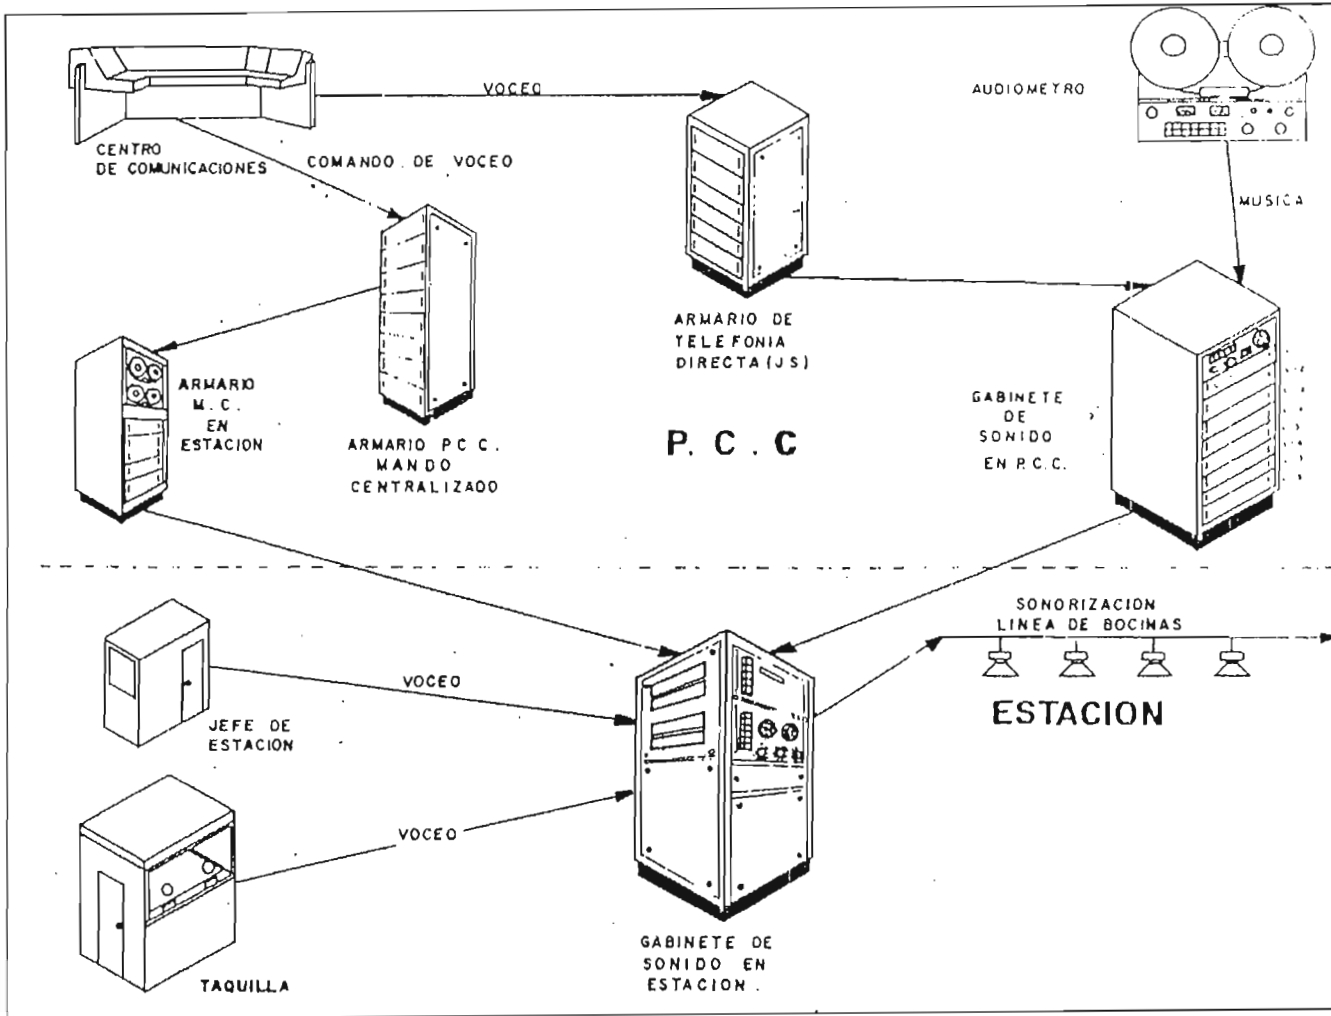 VOCEO
AUDIOMETRO
CENTRO
DE COMUNICACIONES
COMANDO DE VOCEO
MUSICA
ARMARIO DE
TELEFONIA
DIRECTA (JS)
ARMARIO
M. C.
EN
ESTACION
ARMARIO P C C.
MANDO
CENTRALIZADO
P. C. C
GABINETE
DE
SONIDO
EN P.C.C.
SONORIZACION
LINEA DE BOCINAS
ESTACION
VOCEO
JEFE DE
ESTACION
VOCEO
TAQUILLA
GABINETE DE
SONIDO EN
ESTACION.